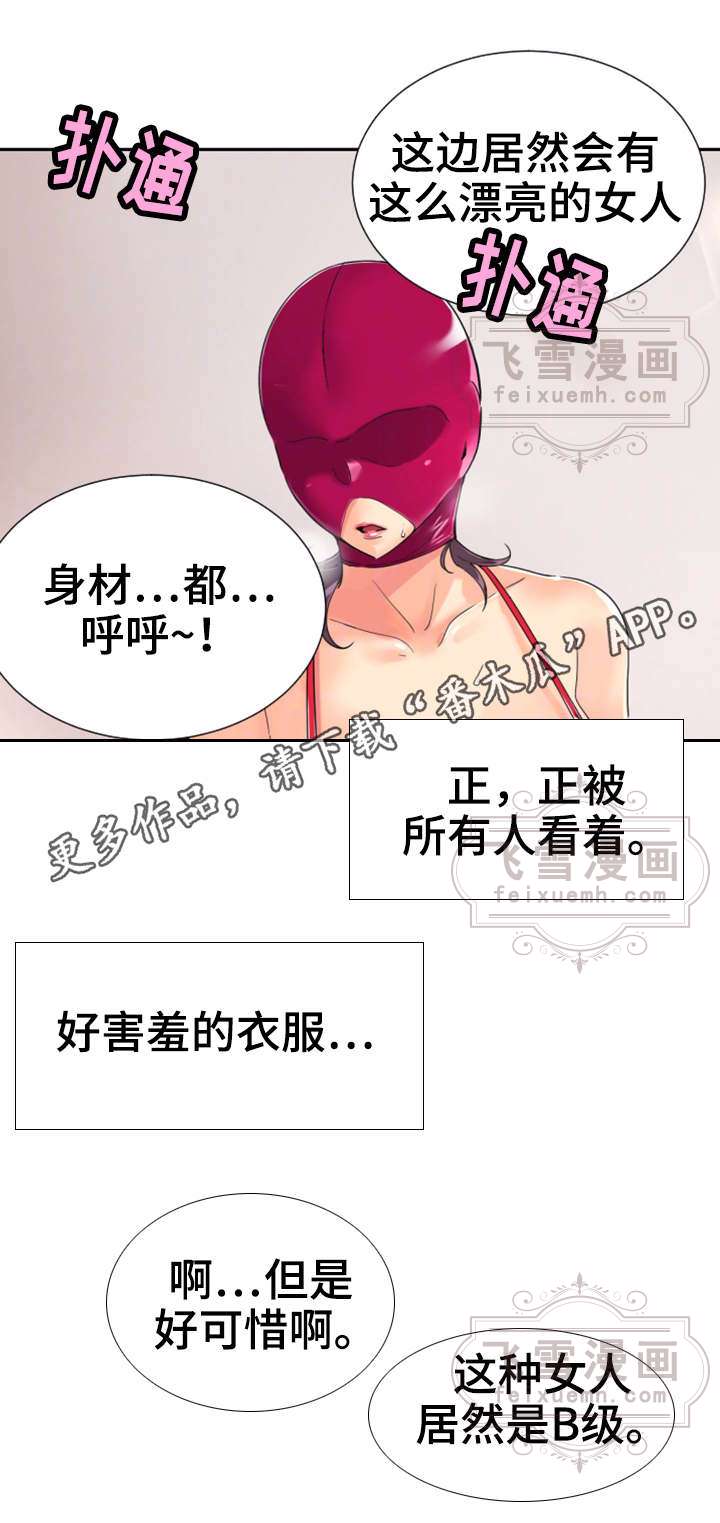 扑通
这边居然会有
这么漂亮的女人
扑通
飞雪漫画
feixuemh.com
身材…都…
呼呼~！
更多作品，请下载“番木瓜”APP。
正，正被
所有人看着。
飞雪漫画
feixuemh.com
好害羞的衣服…
啊…但是
好可惜啊。
飞雪漫画
feixuemh.com
这种女人
居然是B级。